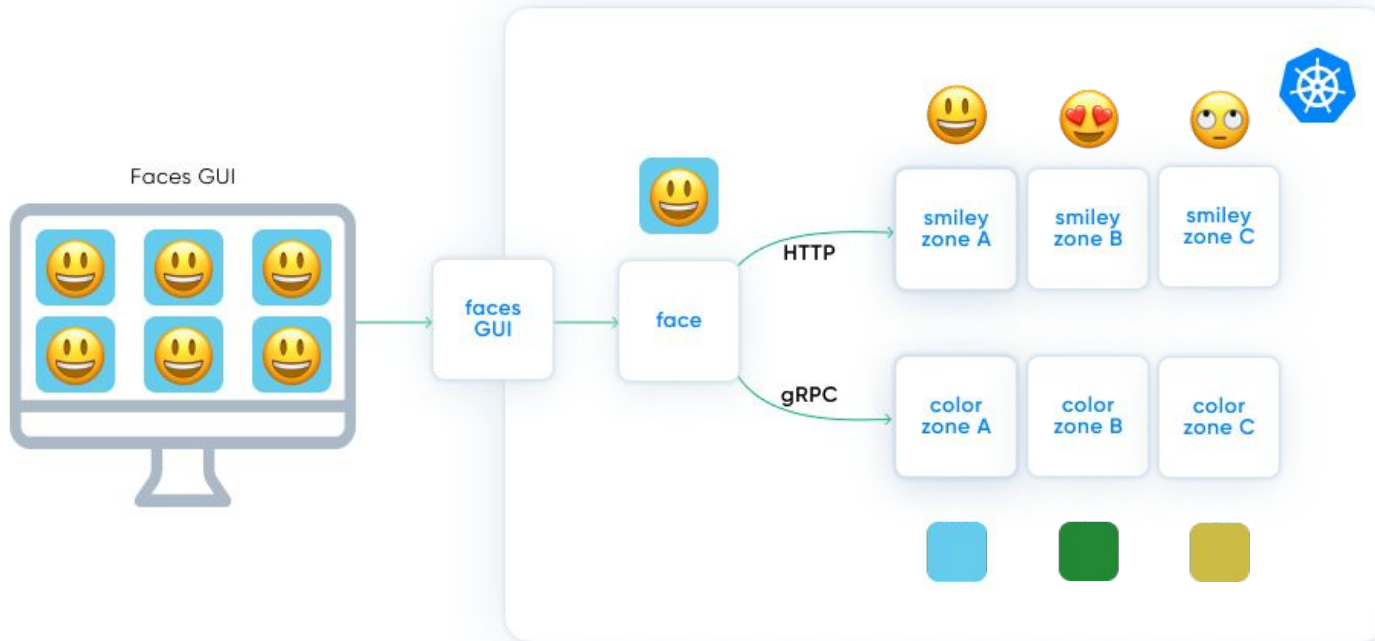 Faces GUI
faces
GUI
face
HTTP
gRPC
smiley
zone A
smiley
zone B
smiley
zone C
color
zone A
color
zone B
color
zone C